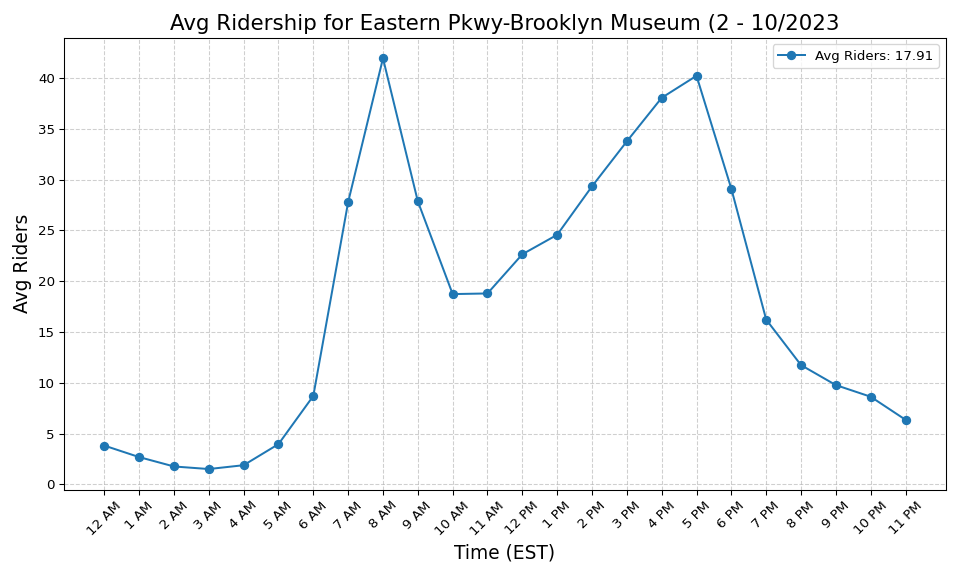 Avg Ridership for Eastern Pkwy-Brooklyn Museum (2 - 10/2023
Avg Riders: 17.91
Avg Riders
40
35
30
25
20
15
10
5
0
12 AM
1 AM
2 AM
3 AM
4 AM
5 AM
6 AM
7 AM
8 AM
9 AM
10 AM
11 AM
12 PM
1 PM
2 PM
3 PM
4 PM
5 PM
6 PM
7 PM
8 PM
9 PM
10 PM
11 PM
Time (EST)